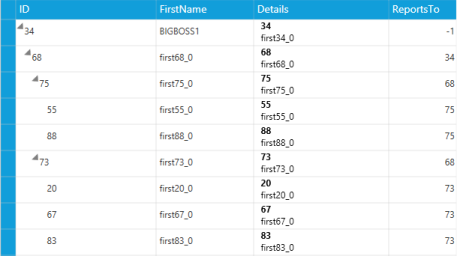 ID FirstName Details ReportsTo
34 BIGBOSS1 34 -1
first34_0
68 first68_0 68 34
first68_0
75 first75_0 75 68
first75_0
55 first55_0 55 75
first55_0
88 first88_0 88 75
first88_0
73 first73_0 73 68
first73_0
20 first20_0 20 73
first20_0
67 first67_0 67 73
first67_0
83 first83_0 83 73
first83_0